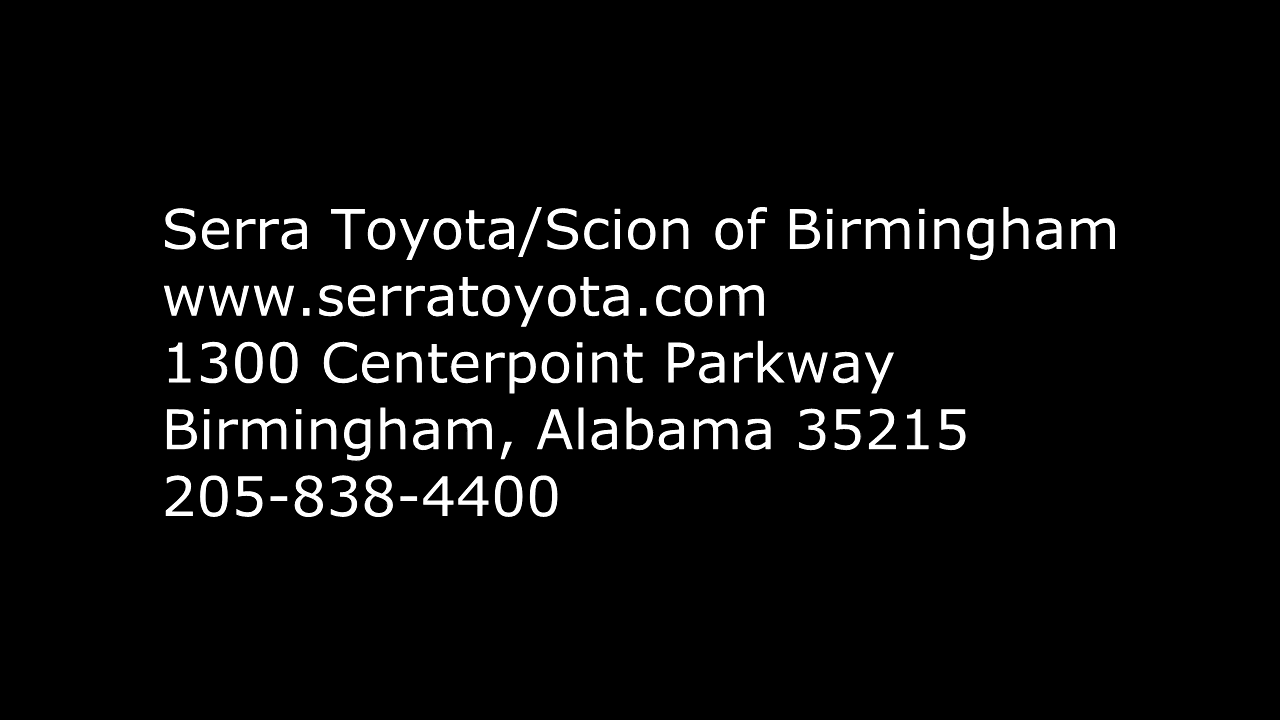 Serra Toyota/Scion of Birmingham
www.serratoyota.com
1300 Centerpoint Parkway
Birmingham, Alabama 35215
205-838-4400